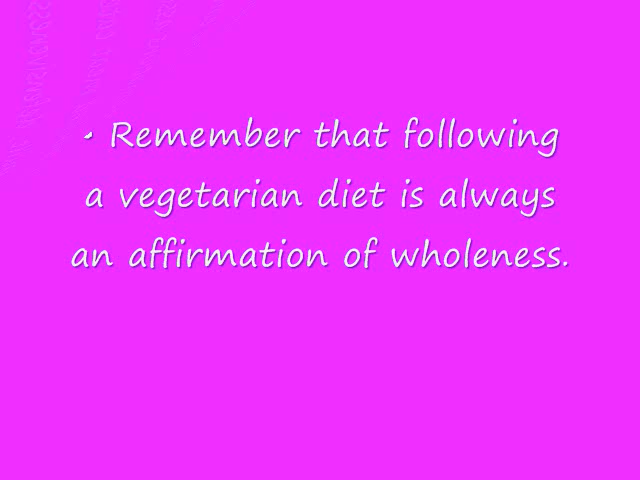 · Remember that following
a vegetarian diet is always
an affirmation of wholeness.